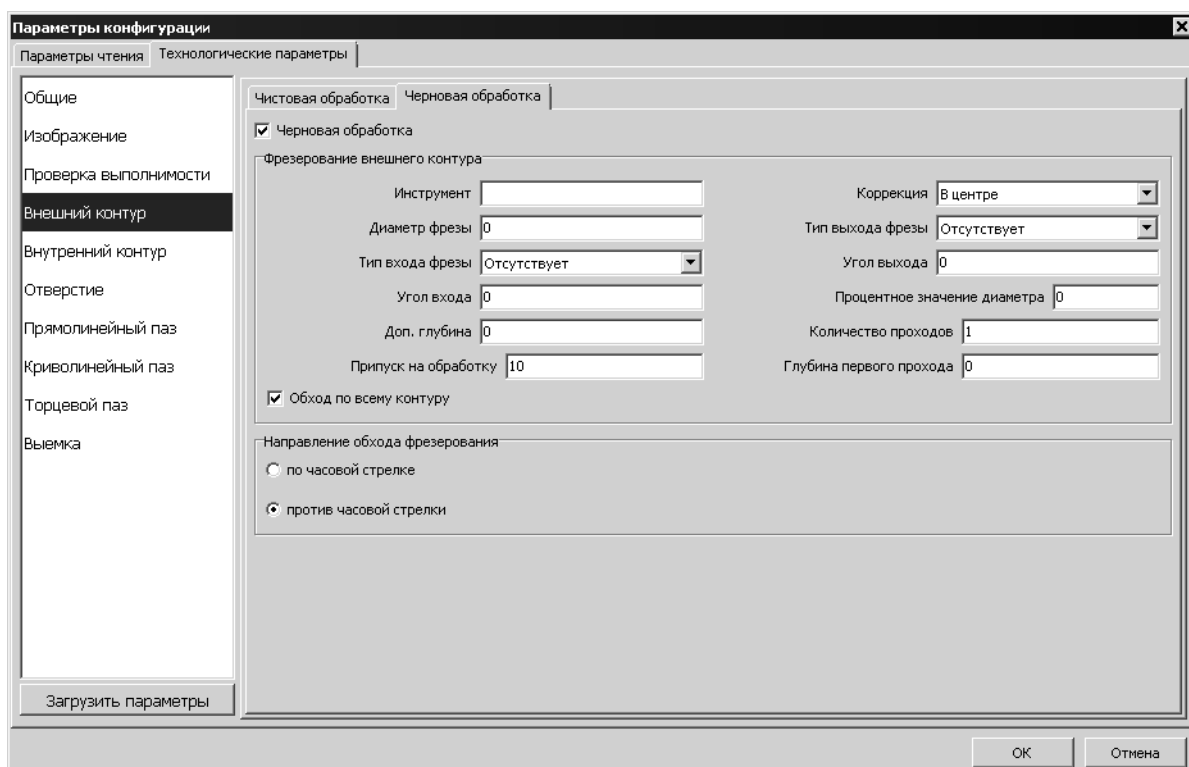 Параметры конфигурации
Параметры чтения Технологические параметры
Общие
Изображение
Проверка выполнимости
Внешний контур
Внутренний контур
Отверстие
Прямолинейный паз
Криволинейный паз
Торцевой паз
Выемка
Загрузить параметры
Чистовая обработка Черновая обработка
Черновая обработка
Фрезерование внешнего контура
Инструмент Коррекция В центре
Диаметр фрезы 0 Тип выхода фрезы Отсутствует
Тип входа фрезы Отсутствует Угол выхода 0
Угол входа 0 Процентное значение диаметра 0
Доп. глубина 0 Количество проходов 1
Припуск на обработку 10 Глубина первого прохода 0
Обход по всему контуру
Направление обхода фрезерования
по часовой стрелке
против часовой стрелки
OK Отмена